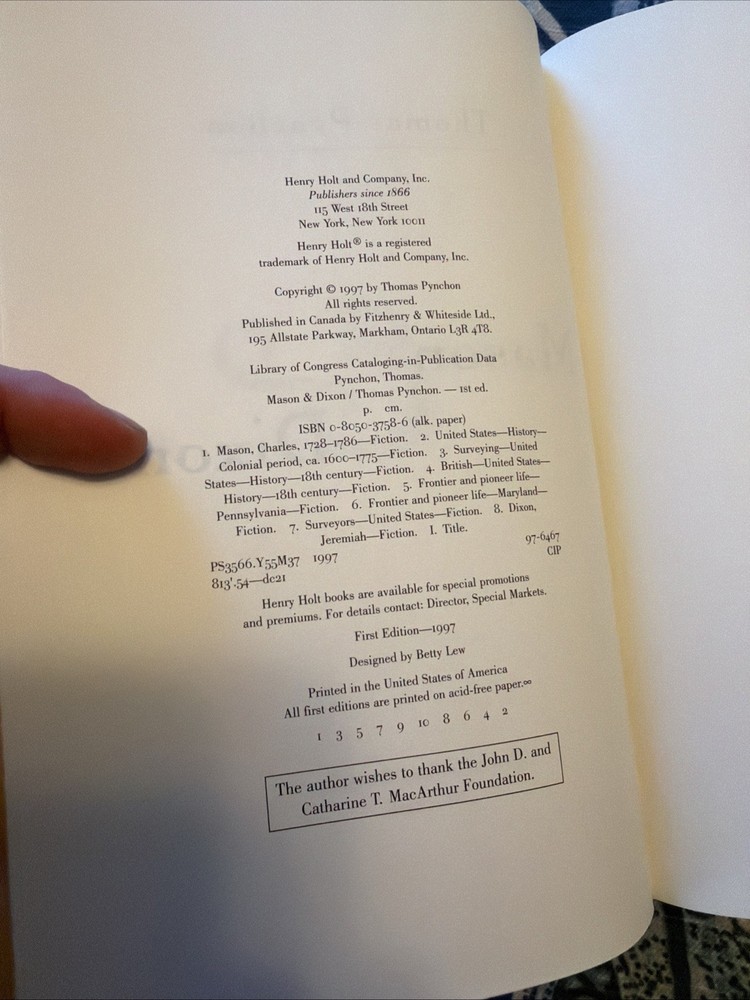 Henry Holt and Company, Inc.
Publishers since 1866
115 West 18th Street
New York, New York 10011
Henry Holt® is a registered
trademark of Henry Holt and Company, Inc.
Copyright © 1997 by Thomas Pynchon
All rights reserved.
Published in Canada by Fitzhenry & Whiteside Ltd.,
195 Allstate Parkway, Markham, Ontario L3R 4T8.
Library of Congress Cataloging-in-Publication Data
Pynchon, Thomas.
Mason & Dixon / Thomas Pynchon. — 1st ed.
p. cm.
ISBN 0-8050-3758-6 (alk. paper)
1. Mason, Charles, 1728–1786—Fiction. 2. United States—History—
Colonial period, ca. 1600–1775—Fiction. 3. Surveying—United
States—History—18th century—Fiction. 4. British—United States—
History—18th century—Fiction. 5. Frontier and pioneer life—
Pennsylvania—Fiction. 6. Frontier and pioneer life—Maryland—
Fiction. 7. Surveyors—United States—Fiction. 8. Dixon,
Jeremiah—Fiction. I. Title.
PS3566.Y55M37 1997 97-6467
813'.54—dc21 CIP
Henry Holt books are available for special promotions
and premiums. For details contact: Director, Special Markets.
First Edition—1997
Designed by Betty Lew
Printed in the United States of America
All first editions are printed on acid-free paper.∞
1 3 5 7 9 10 8 6 4 2
The author wishes to thank the John D. and
Catharine T. MacArthur Foundation.